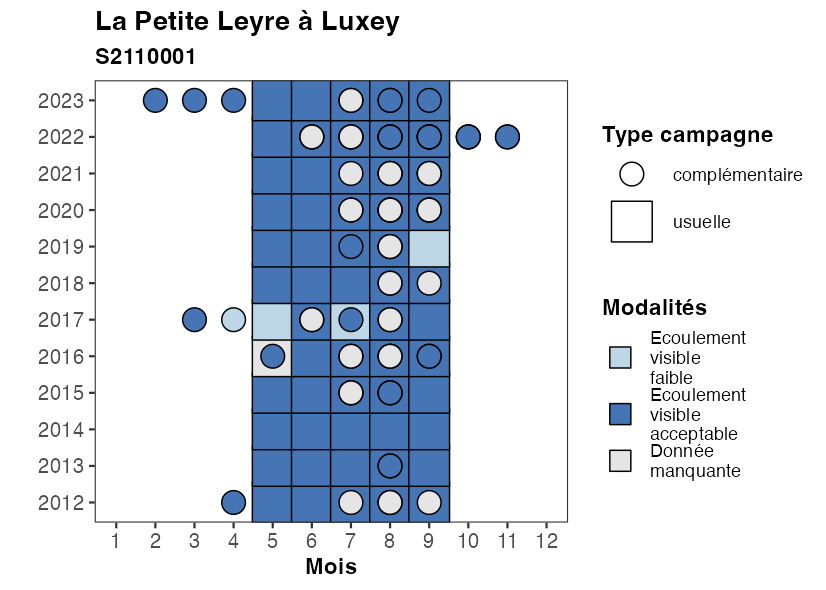 La Petite Leyre à Luxey
S2110001
2023
2022
2021
2020
2019
2018
2017
2016
2015
2014
2013
2012
1 2 3 4 5 6 7 8 9 10 11 12
Mois
Type campagne
complémentaire
usuelle
Modalités
Ecoulement
visible
faible
Ecoulement
visible
acceptable
Donnée
manquante